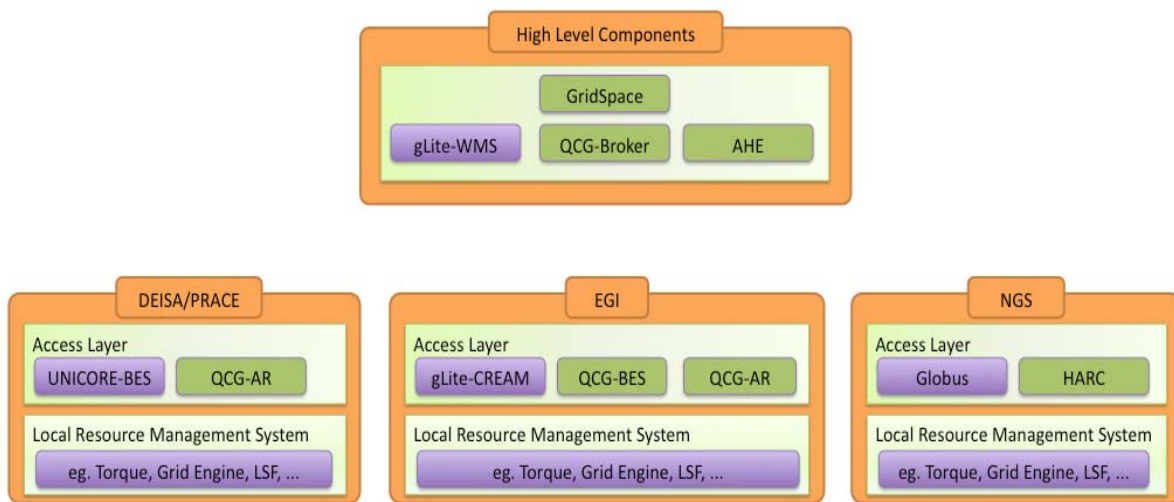 High Level Components
GridSpace
gLite-WMS
QCG-Broker
AHE
DEISA/PRACE
Access Layer
UNICORE-BES
QCG-AR
Local Resource Management System
eg. Torque, Grid Engine, LSF, ...
EGI
Access Layer
gLite-CREAM
QCG-BES
QCG-AR
Local Resource Management System
eg. Torque, Grid Engine, LSF, ...
NGS
Access Layer
Globus
HARC
Local Resource Management System
eg. Torque, Grid Engine, LSF, ...